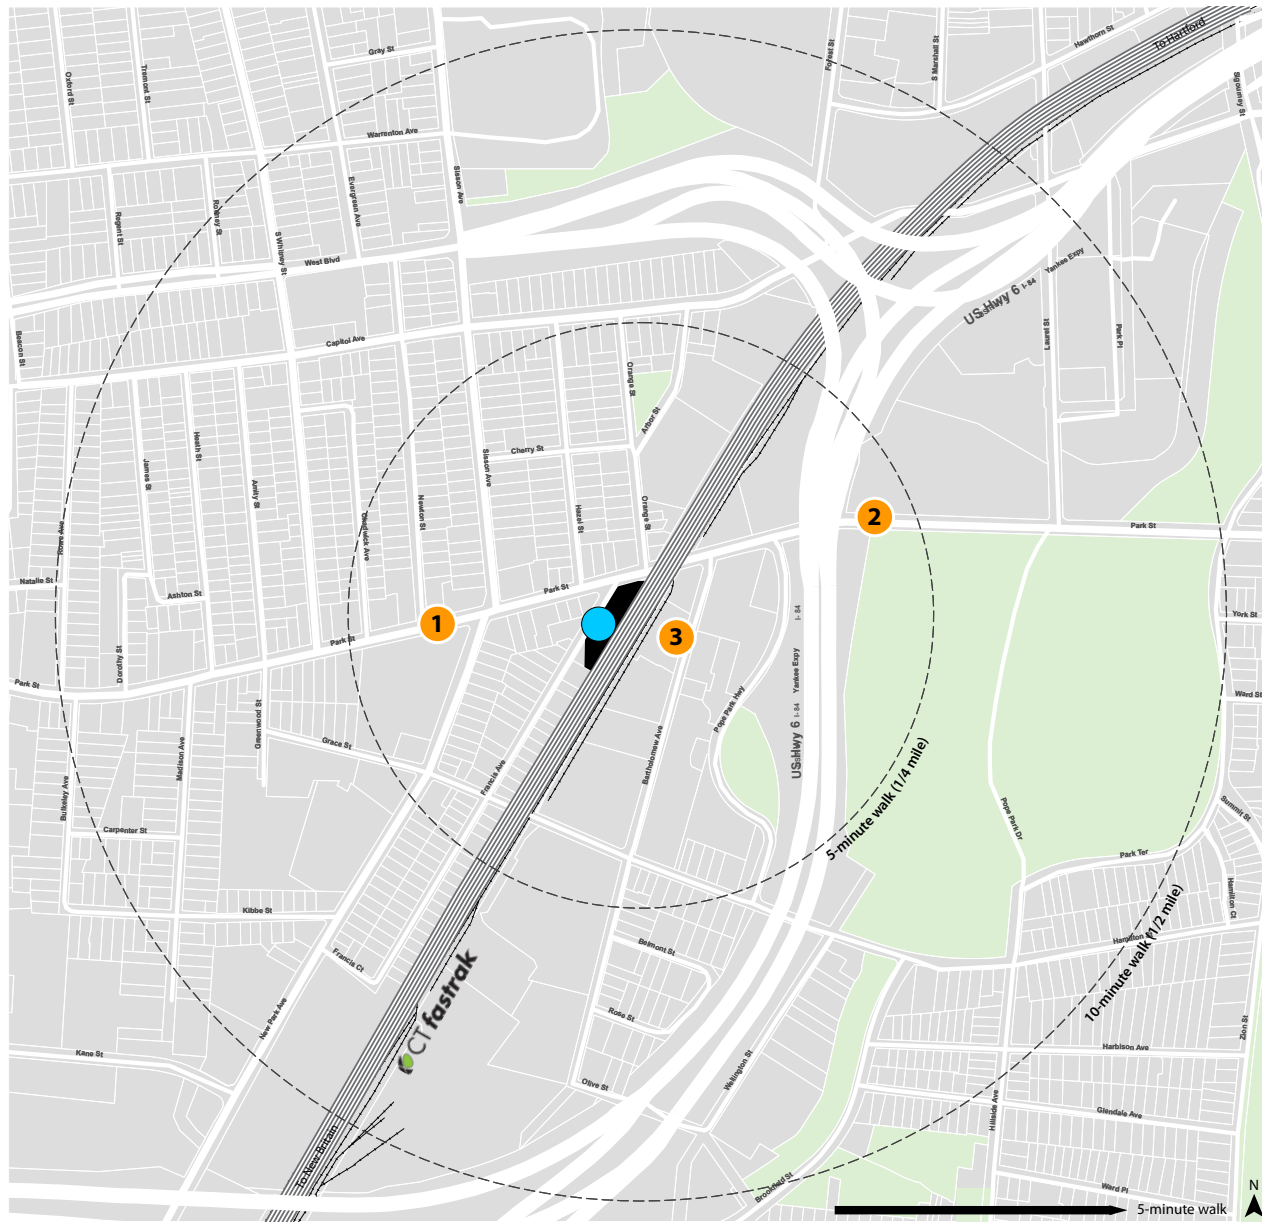 To Hartford
Hawthorn St
Forest St
S Marshall St
Sigourney St
Gray St
Oxford St
Tremont St
Warrenton Ave
Sisson Ave
Evergreen Ave
Rodney St
Regent St
S Whitney St
West Blvd
Yankee Expy
I- 84
US Hwy 6
Laurel St
Park Pl
Beacon St
Capitol Ave
Orange St
Arbor St
Heath St
James St
Amity St
Cherry St
Sisson Ave
Newton St
Chadwick Ave
Hazel St
Orange St
2
Park St
Rowe Ave
Natalie St
Ashton St
Park St
1
3
Park St
Dorothy St
Park St
York St
Ward St
I- 84
Yankee Expy
I- 84
US Hwy 6
Pope Park Hwy
Greenwood St
Grace St
Madison Ave
Bulkeley Ave
Francis Ave
Bartholomew Ave
5-minute walk (1/4 mile)
Pope Park Dr
Summit St
Carpenter St
Park Ter
Hamilton Ct
Kibbe St
10-minute walk (1/2 mile)
Belmont St
Francis Ct
CTfastrak
New Park Ave
Rose St
Zion St
Kane St
Harbison Ave
Wellington St
Olive St
Glendale Ave
Hillside Ave
To New Britain
Brookfield St
Ward Pl
N
5-minute walk